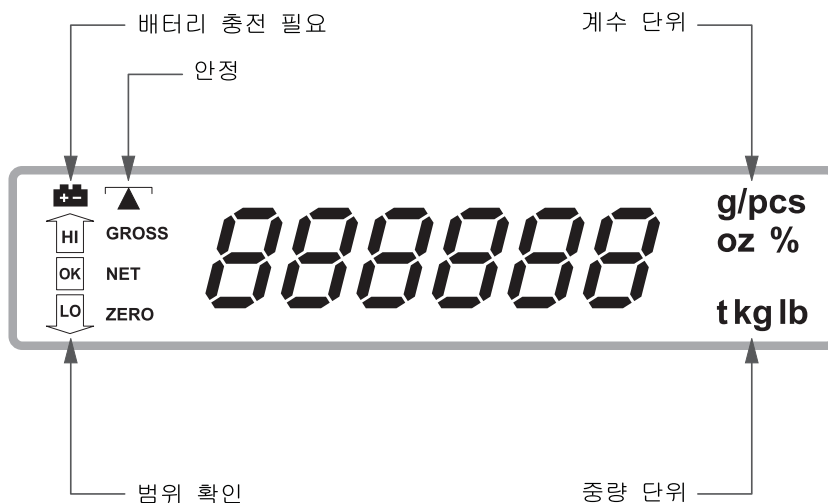 배터리 충전 필요
계수 단위
안정
g/pcs
HI GROSS
oz %
OK NET
LO ZERO
888888
t kg lb
범위 확인
중량 단위